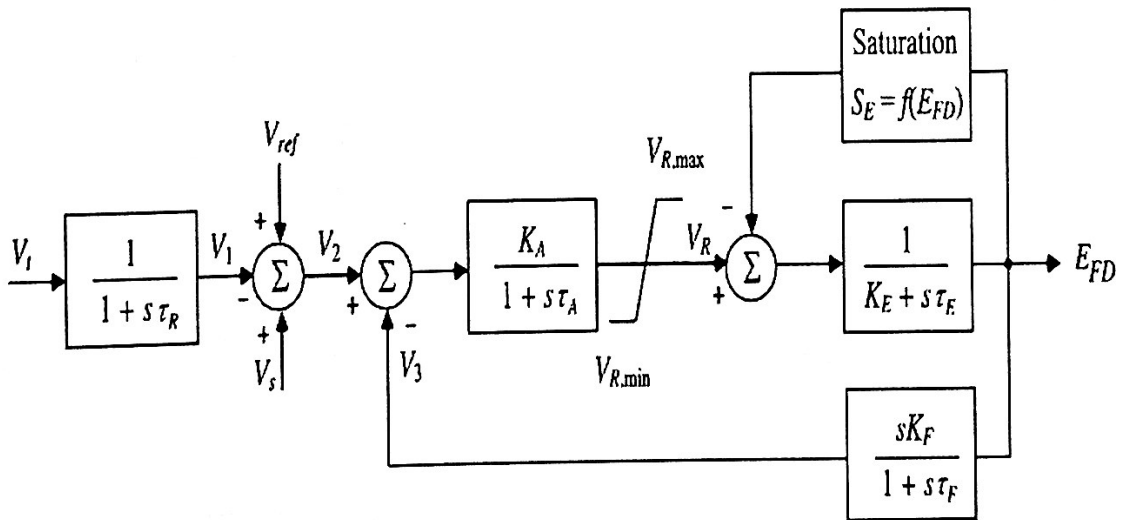 Saturation
S_E = f(E_FD)
V_ref
V_R,max
V_t
1
1 + sτ_R
V_1
+
-
Σ
+
V_s
V_2
+
Σ
-
V_3
K_A
1 + sτ_A
V_R
V_R,min
-
+
Σ
1
K_E + sτ_E
E_FD
sK_F
1 + sτ_F